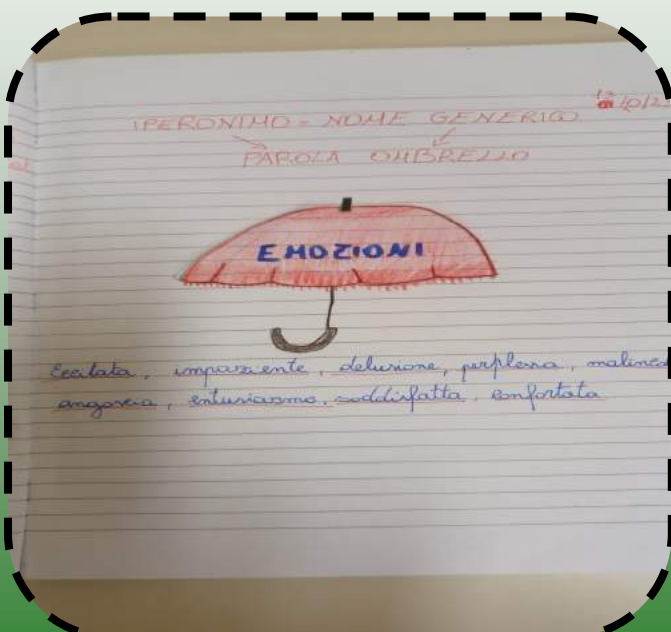 IPERONIMO = NOME GENERICO
PAROLA OMBRELLO
EMOZIONI
Eccitata, impaziente, delusione, perplessa,
angoscia, entusiasmo, soddisfatta, confortata